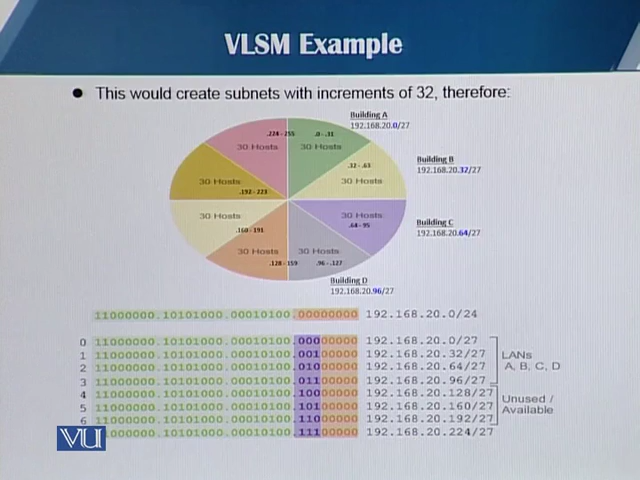 VLSM Example
● This would create subnets with increments of 32, therefore:
Building A
192.168.20.0/27
.224 - 255
.0 - .31
30 Hosts
30 Hosts
Building B
192.168.20.32/27
.32 - .63
30 Hosts
30 Hosts
.192 - 223
30 Hosts
.64 - 95
Building C
192.168.20.64/27
30 Hosts
.160 - 191
30 Hosts
30 Hosts
.128 - 159
.96 - .127
Building D
192.168.20.96/27
11000000.10101000.00010100.00000000 192.168.20.0/24
0 11000000.10101000.00010100.00000000 192.168.20.0/27
1 11000000.10101000.00010100.00100000 192.168.20.32/27
2 11000000.10101000.00010100.01000000 192.168.20.64/27
3 11000000.10101000.00010100.01100000 192.168.20.96/27
LANs
A, B, C, D
4 11000000.10101000.00010100.10000000 192.168.20.128/27
5 11000000.10101000.00010100.10100000 192.168.20.160/27
6 11000000.10101000.00010100.11000000 192.168.20.192/27
Unused /
Available
1000000.10101000.00010100.11100000 192.168.20.224/27
VU